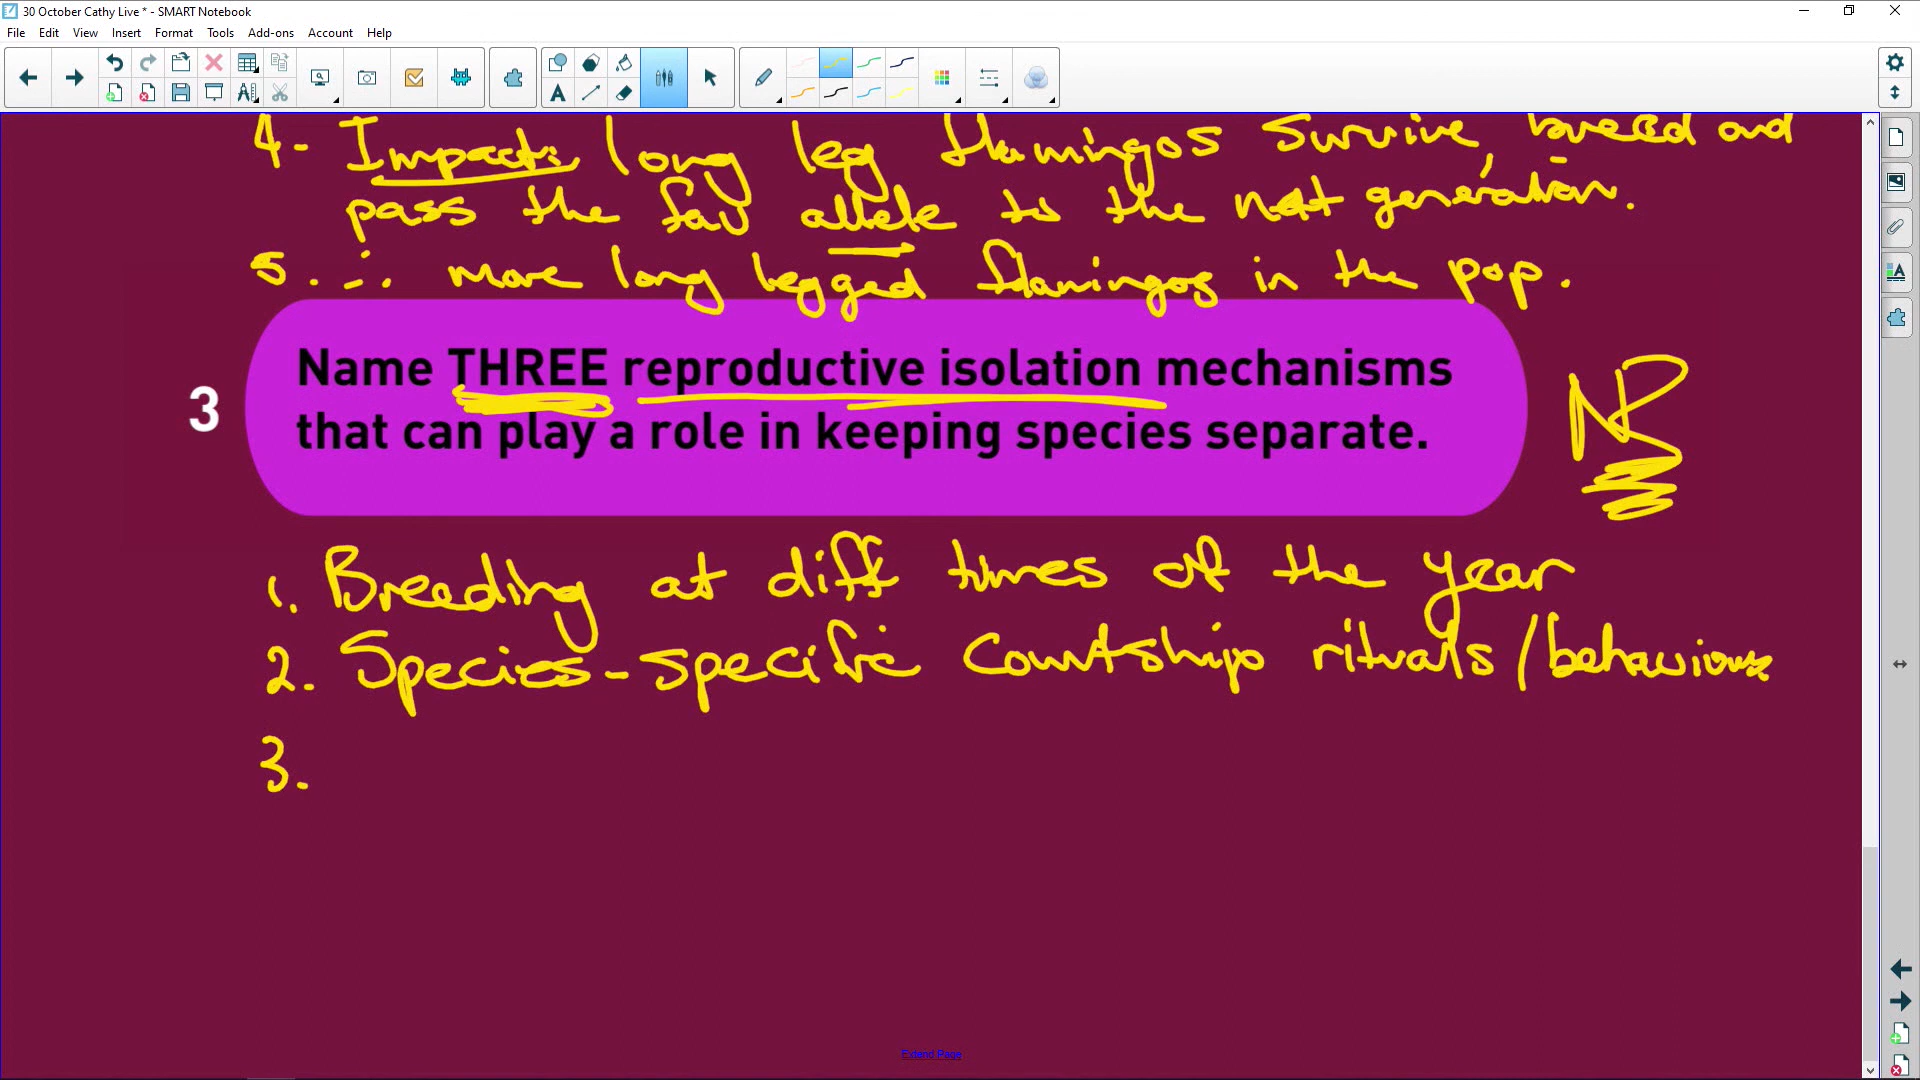 30 October Cathy Live * - SMART Notebook
File Edit View Insert Format Tools Add-ons Account Help
4. Impact: long leg flamingos survive, breed and
pass the fav allele to the next generation.
5. ∴ more long legged flamingos in the pop.
3
Name THREE reproductive isolation mechanisms
that can play a role in keeping species separate.
NB
1. Breeding at diff times of the year
2. Species-specific courtship rituals/behaviours
3.
Extend Page